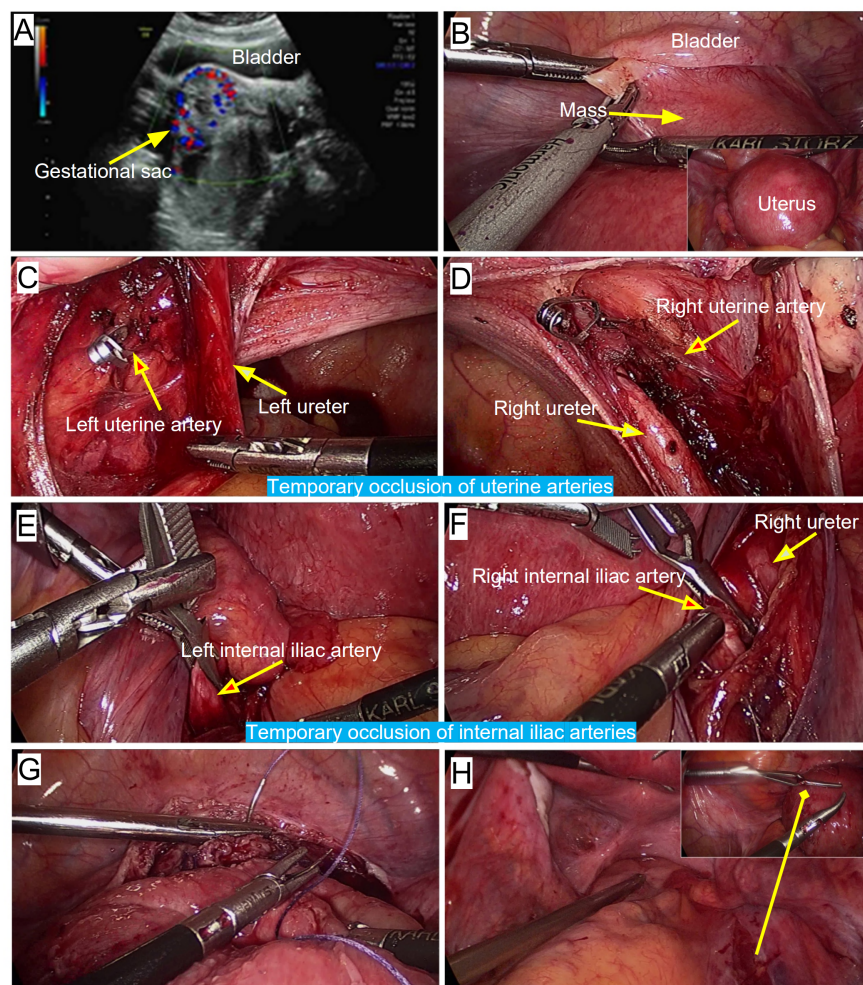 A
Bladder
Gestational sac
B
Bladder
Mass
Harmonic
KARL STORZ
Uterus
C
Left uterine artery
Left ureter
D
Right uterine artery
Right ureter
Temporary occlusion of uterine arteries
E
Left internal iliac artery
KARL
F
Right ureter
Right internal iliac artery
Temporary occlusion of internal iliac arteries
G
H